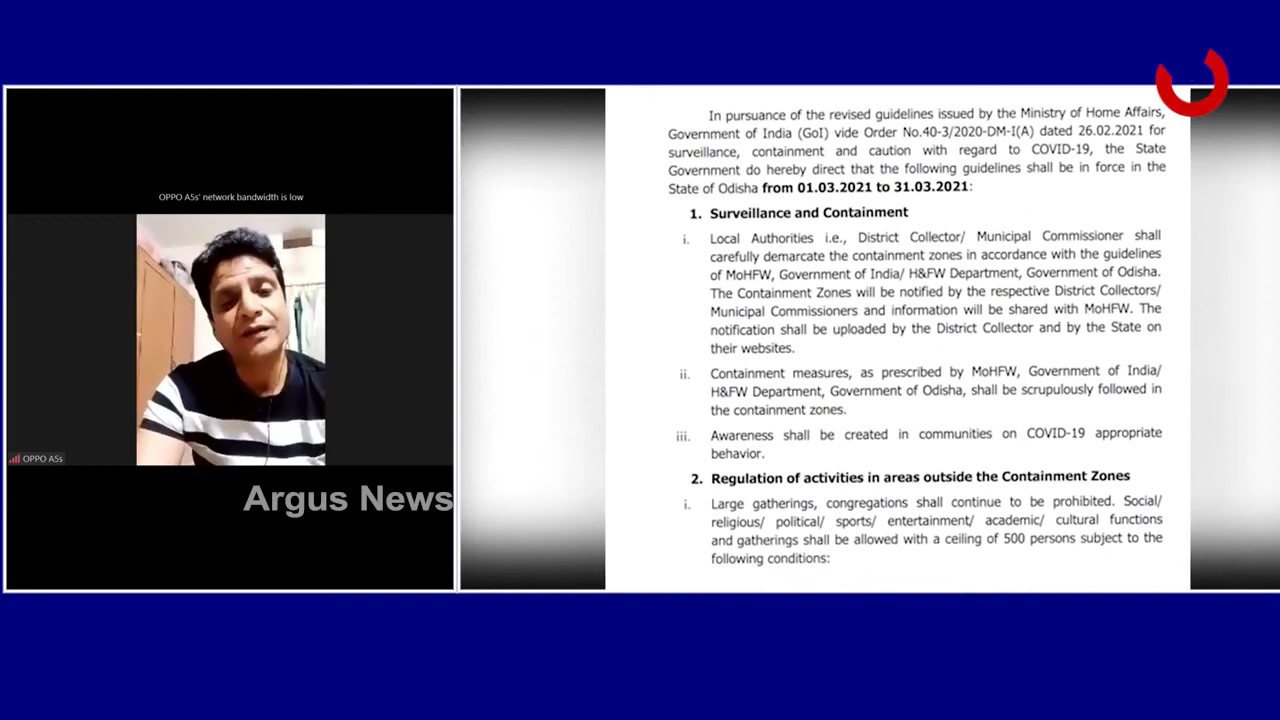 OPPO A5s' network bandwidth is low
OPPO A5s
Argus News
In pursuance of the revised guidelines issued by the Ministry of Home Affairs,
Government of India (GoI) vide Order No.40-3/2020-DM-I(A) dated 26.02.2021 for
surveillance, containment and caution with regard to COVID-19, the State
Government do hereby direct that the following guidelines shall be in force in the
State of Odisha from 01.03.2021 to 31.03.2021:
1. Surveillance and Containment
i. Local Authorities i.e., District Collector/ Municipal Commissioner shall
carefully demarcate the containment zones in accordance with the guidelines
of MoHFW, Government of India/ H&FW Department, Government of Odisha.
The Containment Zones will be notified by the respective District Collectors/
Municipal Commissioners and information will be shared with MoHFW. The
notification shall be uploaded by the District Collector and by the State on
their websites.
ii. Containment measures, as prescribed by MoHFW, Government of India/
H&FW Department, Government of Odisha, shall be scrupulously followed in
the containment zones.
iii. Awareness shall be created in communities on COVID-19 appropriate
behavior.
2. Regulation of activities in areas outside the Containment Zones
i. Large gatherings, congregations shall continue to be prohibited. Social/
religious/ political/ sports/ entertainment/ academic/ cultural functions
and gatherings shall be allowed with a ceiling of 500 persons subject to the
following conditions: